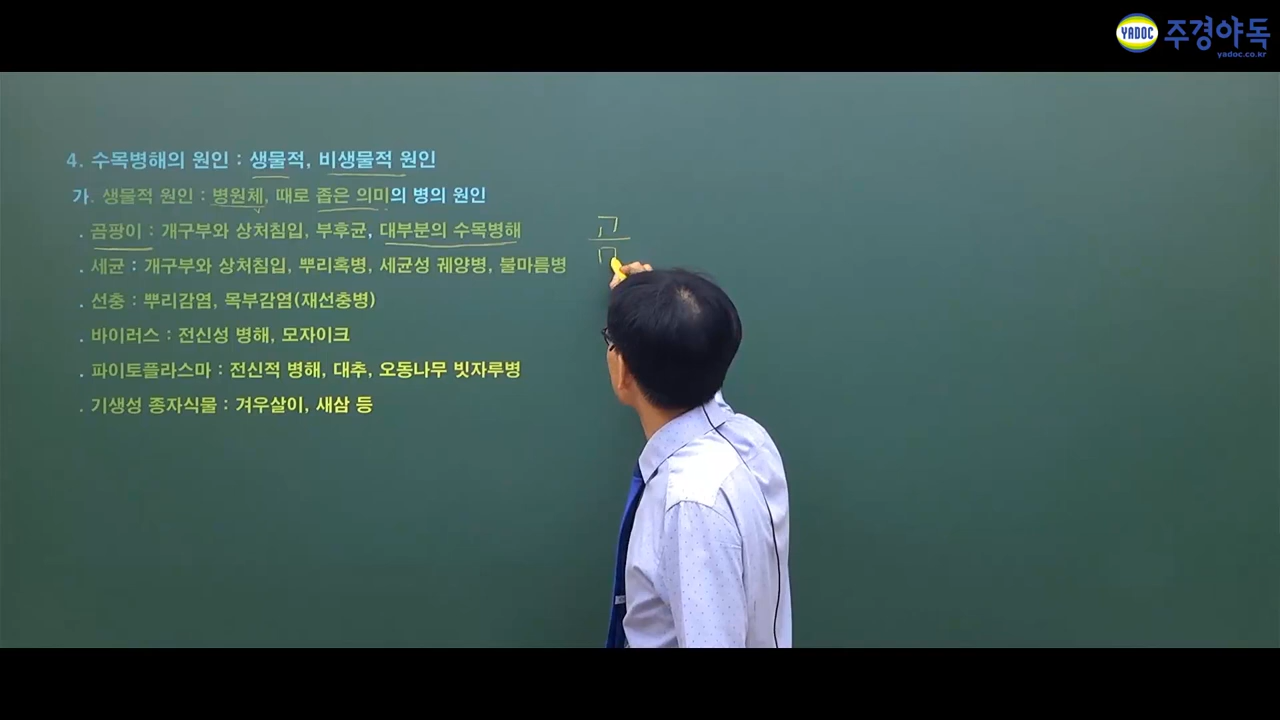 YADOC 주경야독
yadoc.co.kr
4. 수목병해의 원인 : 생물적, 비생물적 원인
가. 생물적 원인 : 병원체, 때로 좁은 의미의 병의 원인
. 곰팡이 : 개구부와 상처침입, 부후균, 대부분의 수목병해
. 세균 : 개구부와 상처침입, 뿌리혹병, 세균성 궤양병, 불마름병
. 선충 : 뿌리감염, 목부감염(재선충병)
. 바이러스 : 전신성 병해, 모자이크
. 파이토플라스마 : 전신적 병해, 대추, 오동나무 빗자루병
. 기생성 종자식물 : 겨우살이, 새삼 등